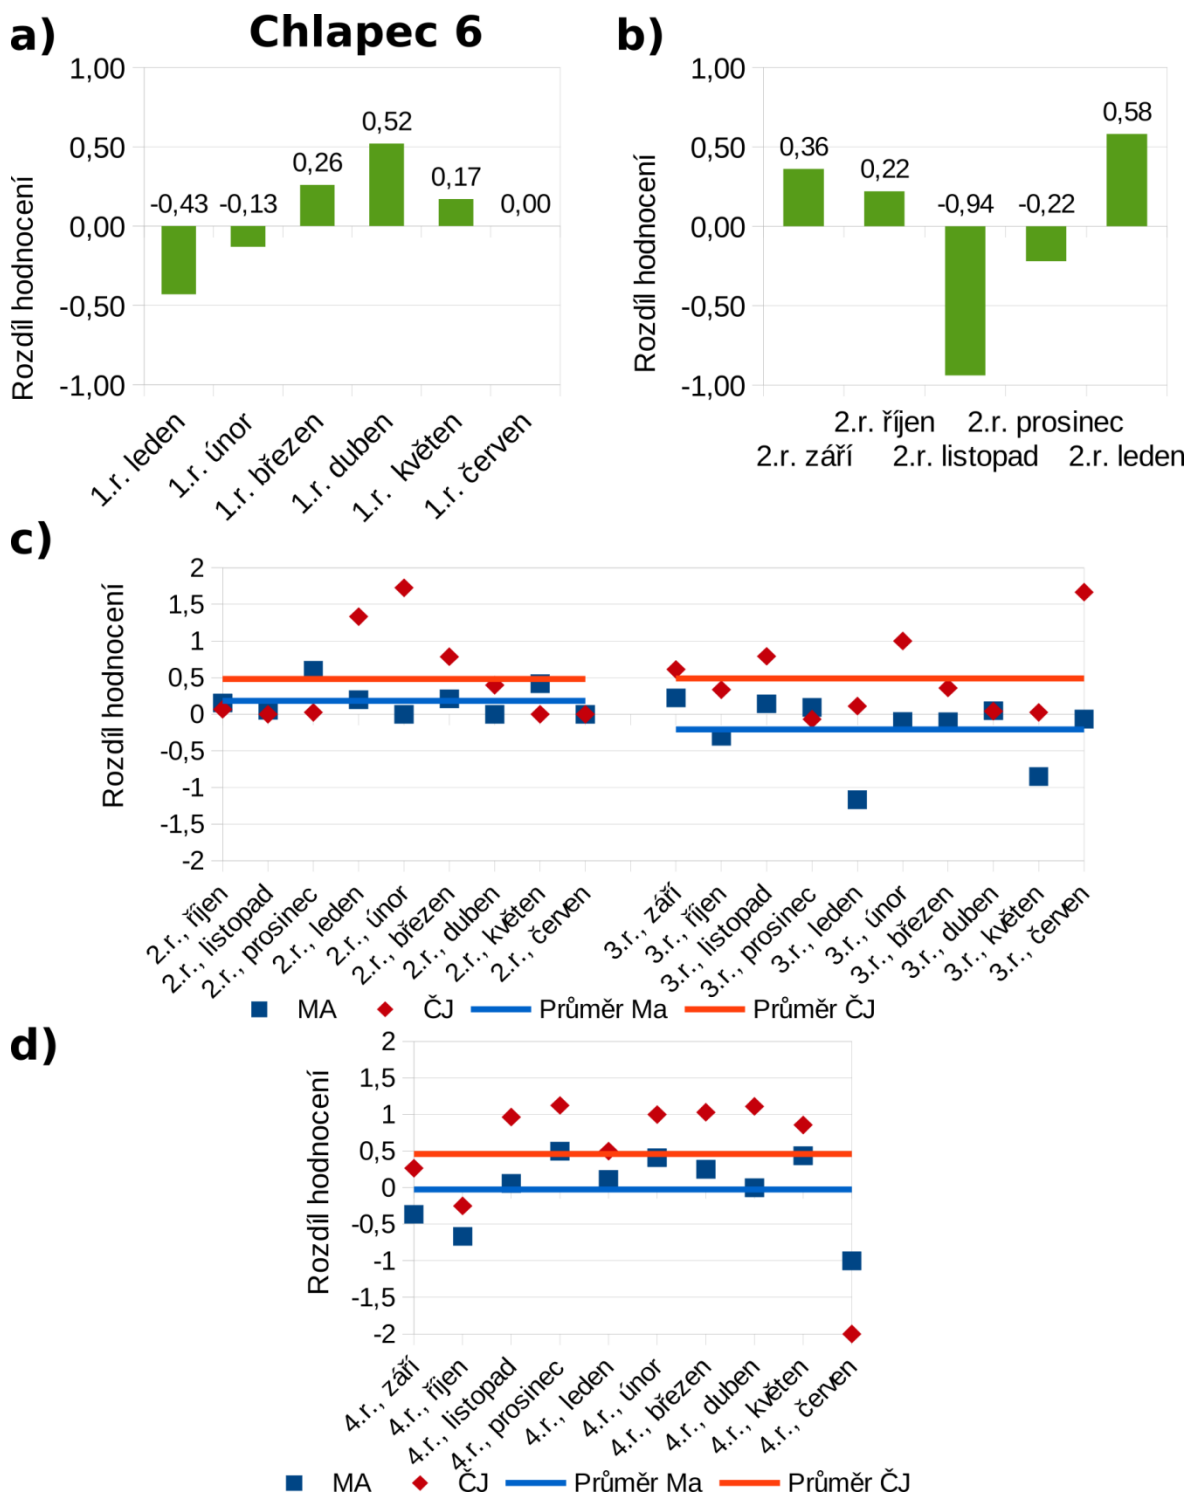 a) Chlapec 6
Rozdíl hodnocení
1,00
0,50
0,00
-0,50
-1,00
-0,43 -0,13 0,26 0,52 0,17 0,00
1.r. leden
1.r. únor
1.r. březen
1.r. duben
1.r. květen
1.r. červen
b)
Rozdíl hodnocení
1,00
0,50
0,00
-0,50
-1,00
0,36 0,22 -0,94 -0,22 0,58
2.r. říjen 2.r. prosinec
2.r. září 2.r. listopad 2.r. leden
c)
Rozdíl hodnocení
2
1,5
1
0,5
0
-0,5
-1
-1,5
-2
2.r., říjen
2.r., listopad
2.r., prosinec
2.r., leden
2.r., únor
2.r., březen
2.r., duben
2.r., květen
2.r., červen
3.r., září
3.r., říjen
3.r., listopad
3.r., prosinec
3.r., leden
3.r., únor
3.r., březen
3.r., duben
3.r., květen
3.r., červen
MA ČJ Průměr Ma Průměr ČJ
d)
Rozdíl hodnocení
2
1,5
1
0,5
0
-0,5
-1
-1,5
-2
4.r., září
4.r., říjen
4.r., listopad
4.r., prosinec
4.r., leden
4.r., únor
4.r., březen
4.r., duben
4.r., květen
4.r., červen
MA ČJ Průměr Ma Průměr ČJ